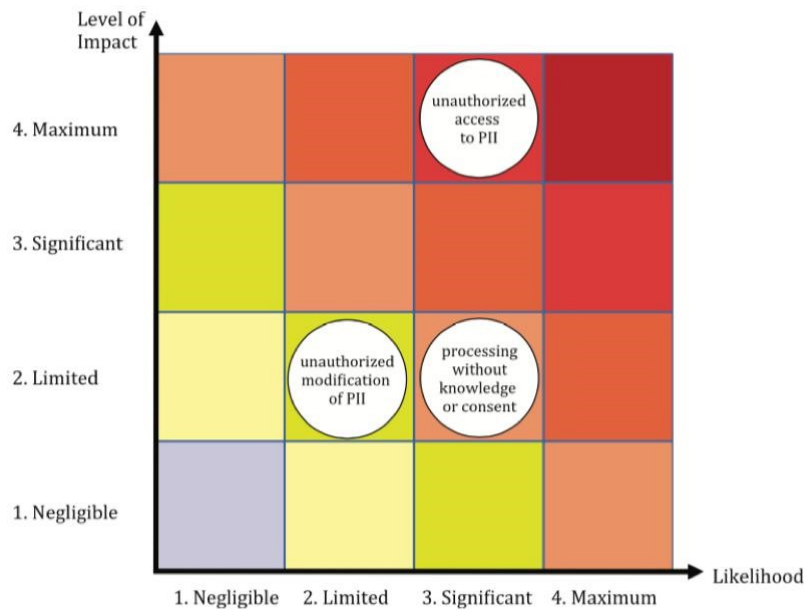 Level of
Impact
4. Maximum
unauthorized
access
to PII
3. Significant
2. Limited
unauthorized
modification
of PII
processing
without
knowledge
or consent
1. Negligible
Likelihood
1. Negligible 2. Limited 3. Significant 4. Maximum